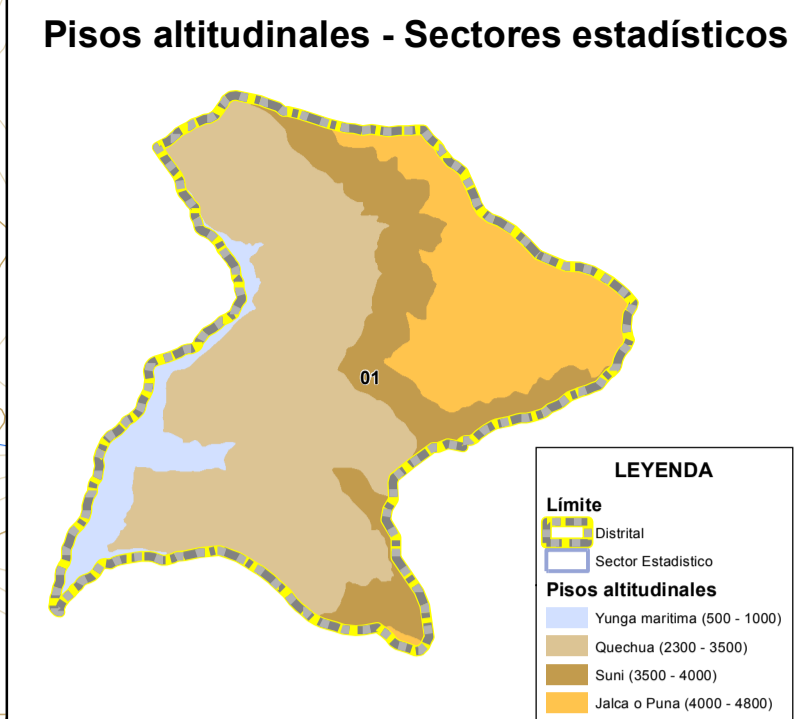 Pisos altitudinales - Sectores estadísticos
01
LEYENDA
Límite
Distrital
Sector Estadistico
Pisos altitudinales
Yunga maritima (500 - 1000)
Quechua (2300 - 3500)
Suni (3500 - 4000)
Jalca o Puna (4000 - 4800)